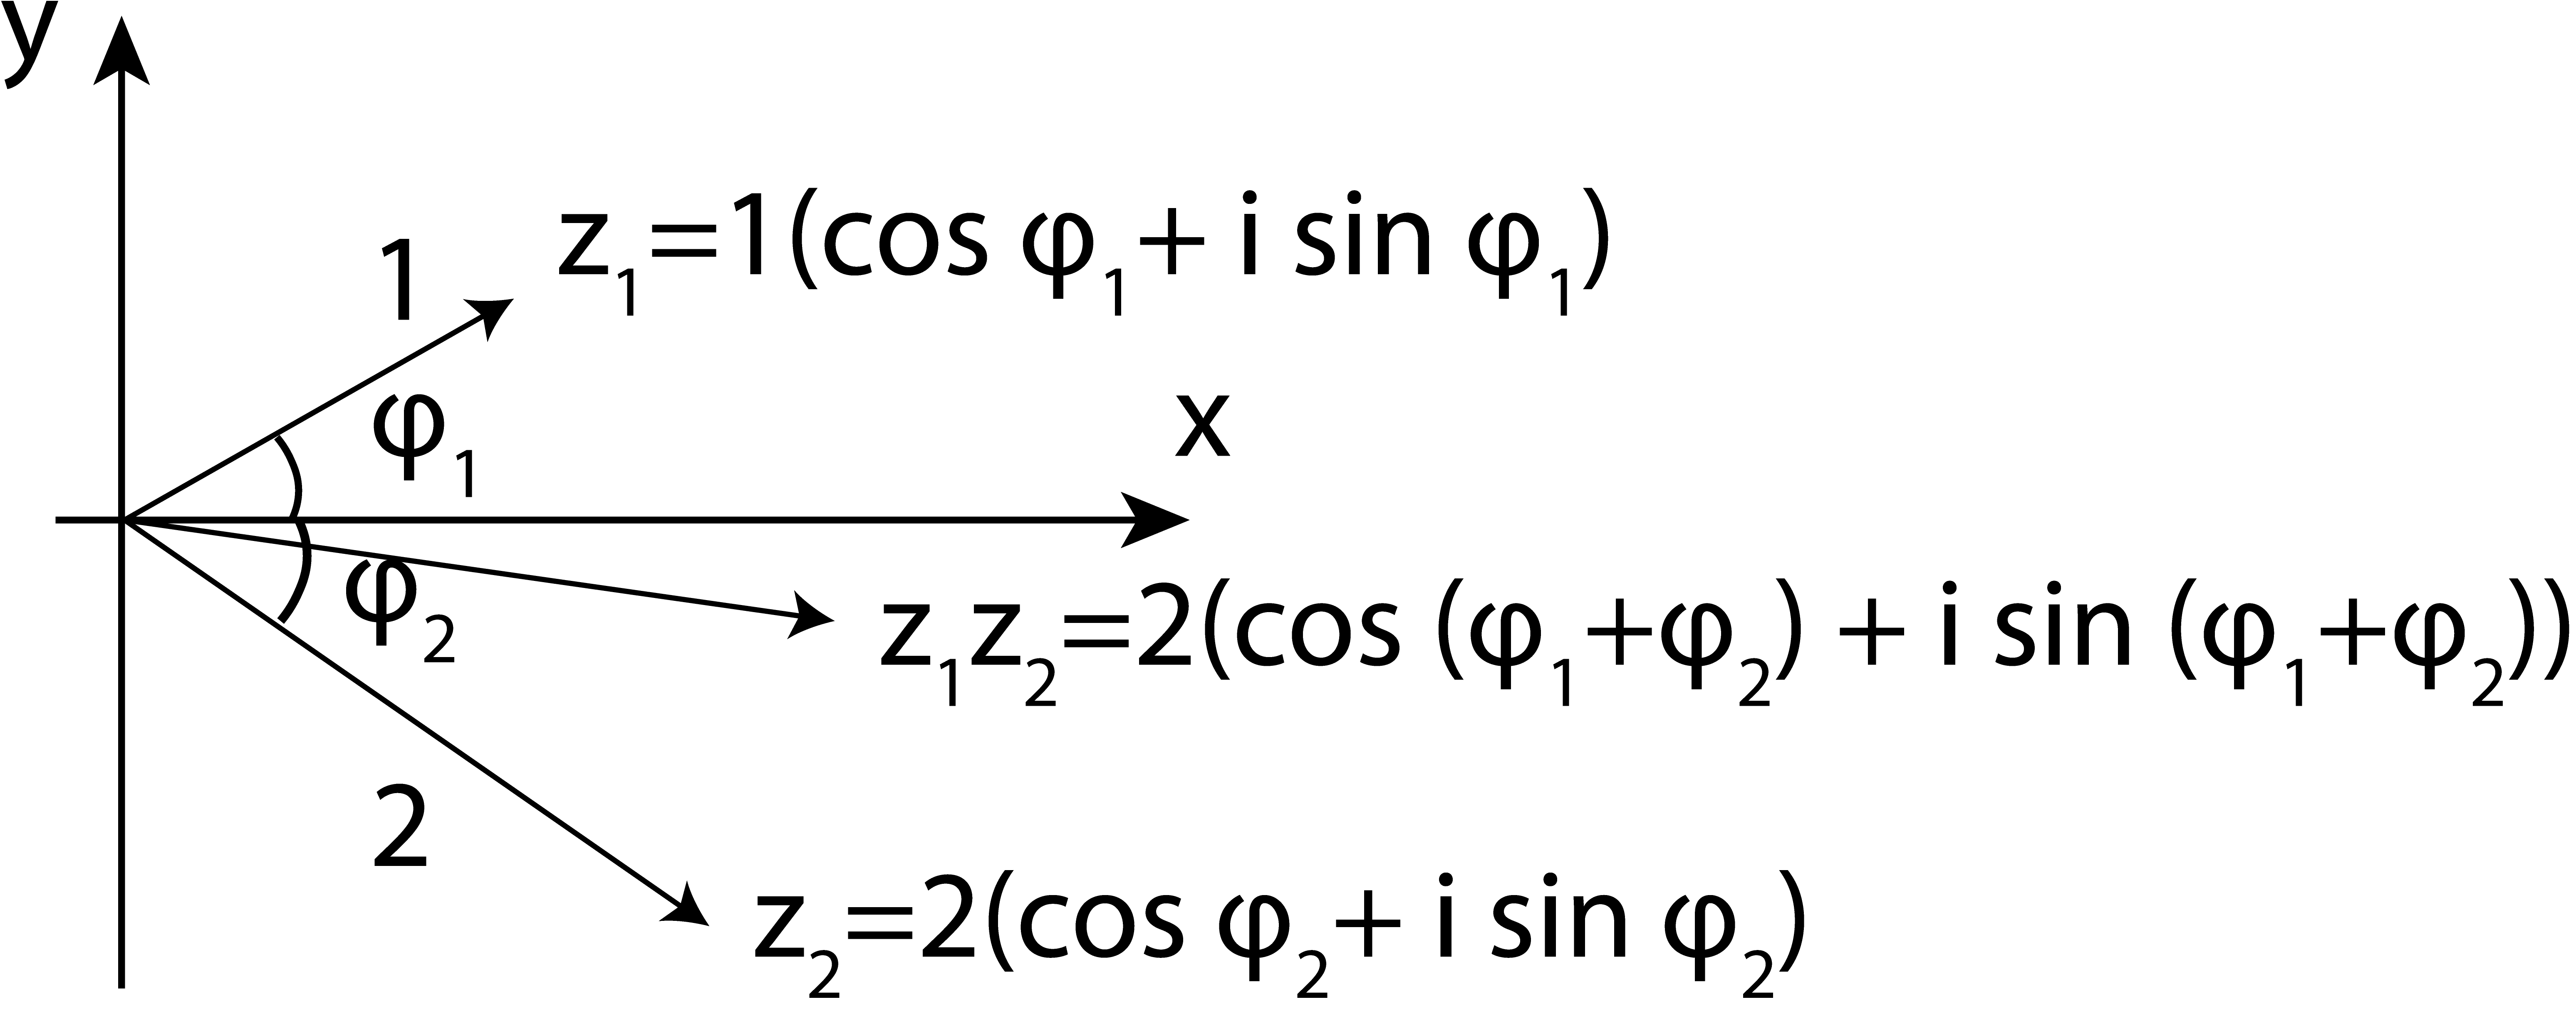 y
1
z₁=1(cos φ₁+ i sin φ₁)
φ₁
x
φ₂
z₁z₂=2(cos (φ₁+φ₂) + i sin (φ₁+φ₂))
2
z₂=2(cos φ₂+ i sin φ₂)